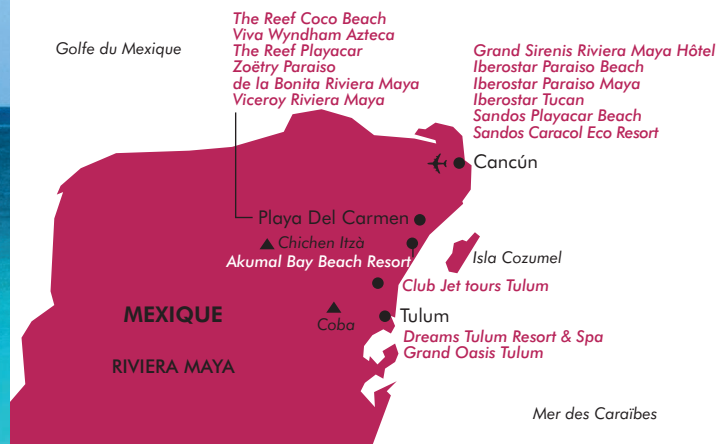 The Reef Coco Beach
Viva Wyndham Azteca
The Reef Playacar
Zoëtry Paraiso
de la Bonita Riviera Maya
Viceroy Riviera Maya
Golfe du Mexique
Grand Sirenis Riviera Maya Hôtel
Iberostar Paraiso Beach
Iberostar Paraiso Maya
Iberostar Tucan
Sandos Playacar Beach
Sandos Caracol Eco Resort
Cancún
Playa Del Carmen
Chichen Itzà
Akumal Bay Beach Resort
Isla Cozumel
Club Jet tours Tulum
MEXIQUE
Coba
Tulum
Dreams Tulum Resort & Spa
Grand Oasis Tulum
RIVIERA MAYA
Mer des Caraïbes